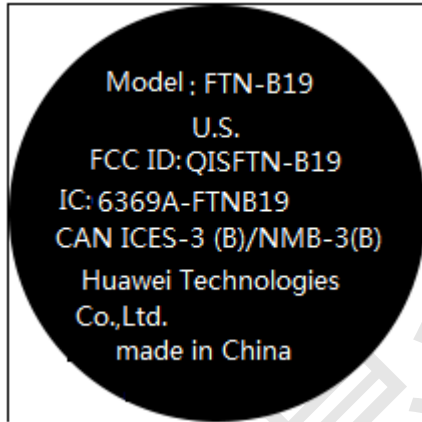 Model : FTN-B19
U.S.
FCC ID: QISFTN-B19
IC: 6369A-FTNB19
CAN ICES-3 (B)/NMB-3(B)
Huawei Technologies
Co.,Ltd.
made in China